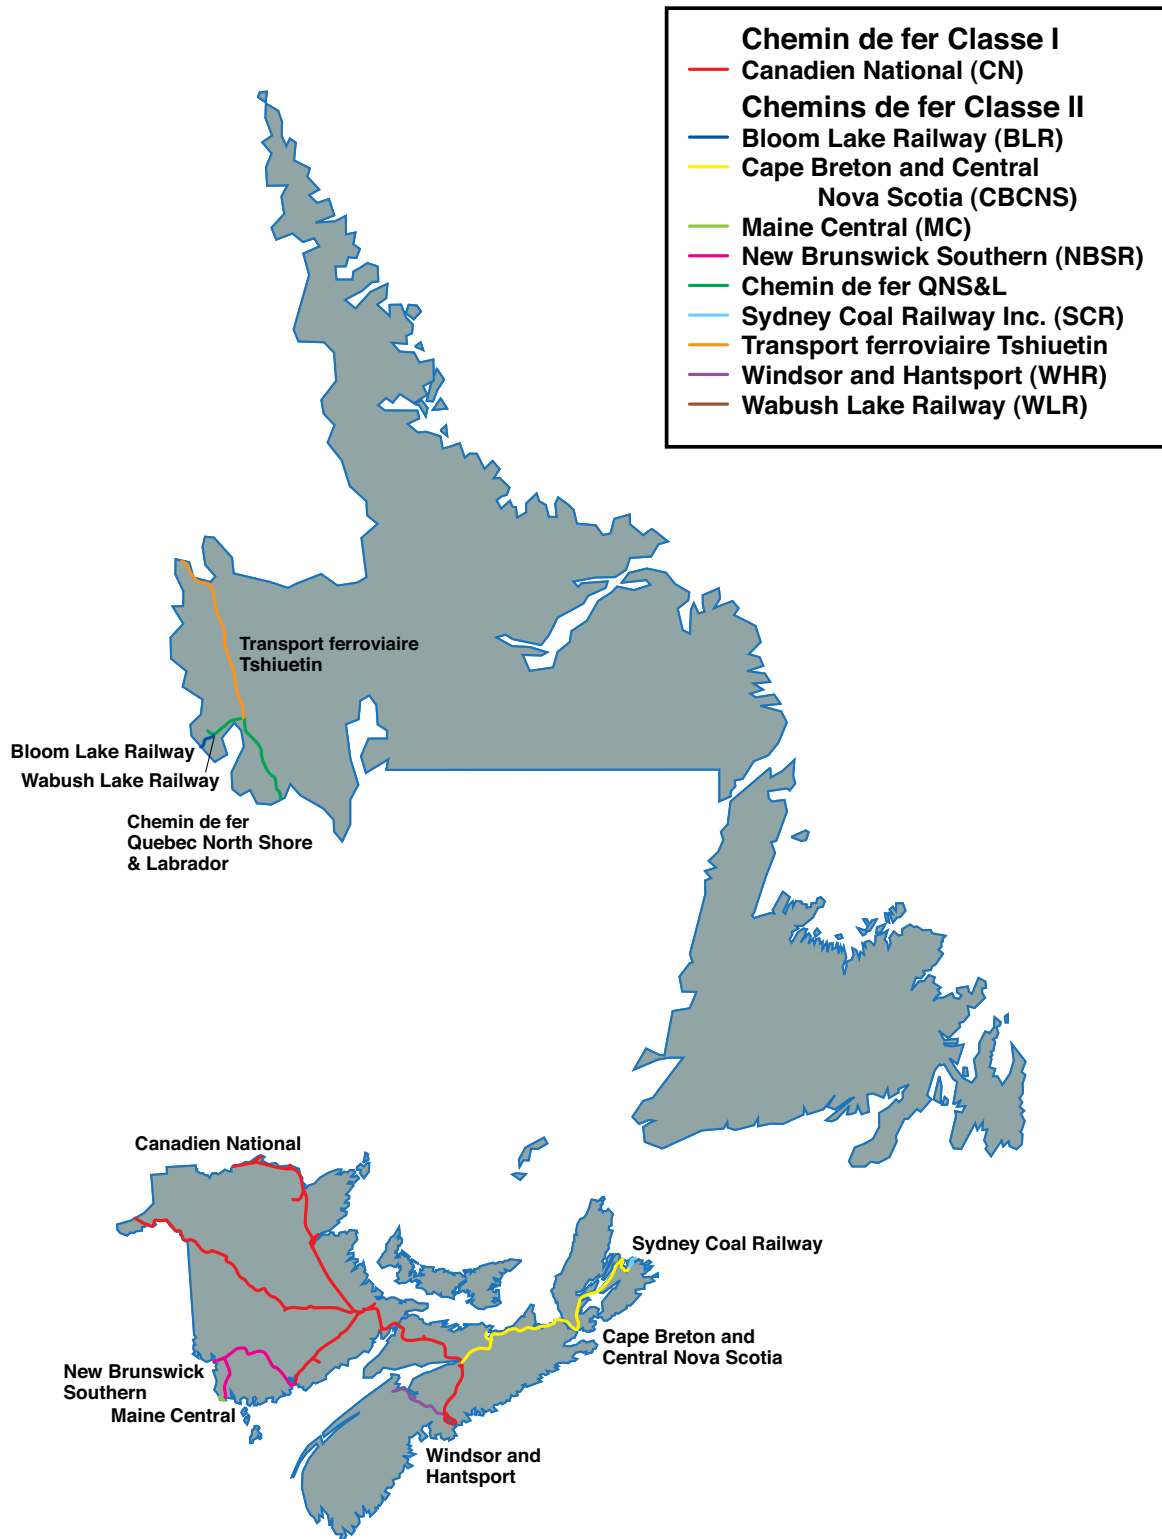 Chemin de fer Classe I
Canadien National (CN)
Chemins de fer Classe II
Bloom Lake Railway (BLR)
Cape Breton and Central
Nova Scotia (CBCNS)
Maine Central (MC)
New Brunswick Southern (NBSR)
Chemin de fer QNS&L
Sydney Coal Railway Inc. (SCR)
Transport ferroviaire Tshiuetin
Windsor and Hantsport (WHR)
Wabush Lake Railway (WLR)
Transport ferroviaire
Tshiuetin
Bloom Lake Railway
Wabush Lake Railway
Chemin de fer
Quebec North Shore
& Labrador
Canadien National
Sydney Coal Railway
Cape Breton and
Central Nova Scotia
New Brunswick
Southern
Maine Central
Windsor and
Hantsport